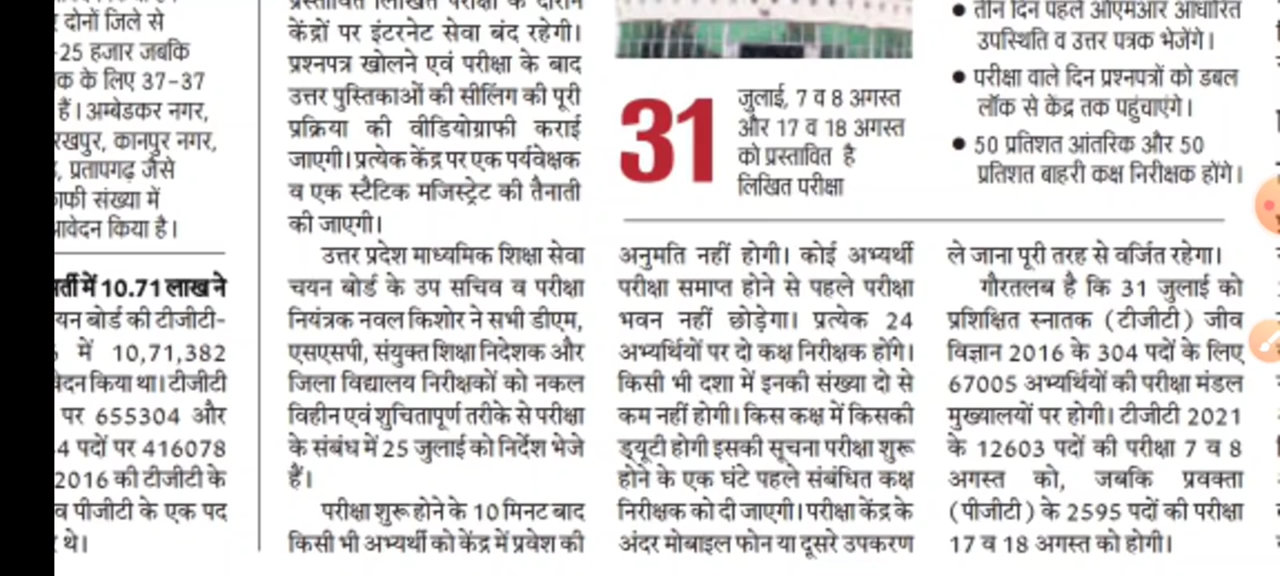 दोनों जिले से
-25 हजार जबकि
के लिए 37-37
हैं। अम्बेडकर नगर,
कानपुर नगर,
प्रतापगढ़ जैसे
संख्या में
किया है।
में 10.71 लाख ने
बोर्ड की टीजीटी-
में 10,71,382
किया था। टीजीटी
पर 655304 और
4 पदों पर 416078
2016 की टीजीटी के
व पीजीटी के एक पद
थे।
प्रस्तावित लिखित परीक्षा के दौरान
केंद्रों पर इंटरनेट सेवा बंद रहेगी।
प्रश्नपत्र खोलने एवं परीक्षा के बाद
उत्तर पुस्तिकाओं की सीलिंग की पूरी
प्रक्रिया की वीडियोग्राफी कराई
जाएगी। प्रत्येक केंद्र पर एक पर्यवेक्षक
व एक स्टैटिक मजिस्ट्रेट की तैनाती
की जाएगी।
उत्तर प्रदेश माध्यमिक शिक्षा सेवा
चयन बोर्ड के उप सचिव व परीक्षा
नियंत्रक नवल किशोर ने सभी डीएम,
एसएसपी, संयुक्त शिक्षा निदेशक और
जिला विद्यालय निरीक्षकों को नकल
विहीन एवं शुचितापूर्ण तरीके से परीक्षा
के संबंध में 25 जुलाई को निर्देश भेजे
हैं।
परीक्षा शुरू होने के 10 मिनट बाद
किसी भी अभ्यर्थी को केंद्र में प्रवेश की
31
जुलाई, 7 व 8 अगस्त
और 17 व 18 अगस्त
को प्रस्तावित है
लिखित परीक्षा
● तीन दिन पहले ओएमआर आधारित
उपस्थिति व उत्तर पत्रक भेजेंगे।
● परीक्षा वाले दिन प्रश्नपत्रों को डबल
लॉक से केंद्र तक पहुंचाएंगे।
● 50 प्रतिशत आंतरिक और 50
प्रतिशत बाहरी कक्ष निरीक्षक होंगे।
अनुमति नहीं होगी। कोई अभ्यर्थी
परीक्षा समाप्त होने से पहले परीक्षा
भवन नहीं छोड़ेगा। प्रत्येक 24
अभ्यर्थियों पर दो कक्ष निरीक्षक होंगे।
किसी भी दशा में इनकी संख्या दो से
कम नहीं होगी। किस कक्ष में किसकी
ड्यूटी होगी इसकी सूचना परीक्षा शुरू
होने के एक घंटे पहले संबंधित कक्ष
निरीक्षक को दी जाएगी। परीक्षा केंद्र के
अंदर मोबाइल फोन या दूसरे उपकरण
ले जाना पूरी तरह से वर्जित रहेगा।
गौरतलब है कि 31 जुलाई को
प्रशिक्षित स्नातक (टीजीटी) जीव
विज्ञान 2016 के 304 पदों के लिए
67005 अभ्यर्थियों की परीक्षा मंडल
मुख्यालयों पर होगी। टीजीटी 2021
के 12603 पदों की परीक्षा 7 व 8
अगस्त को, जबकि प्रवक्ता
(पीजीटी) के 2595 पदों की परीक्षा
17 व 18 अगस्त को होगी।